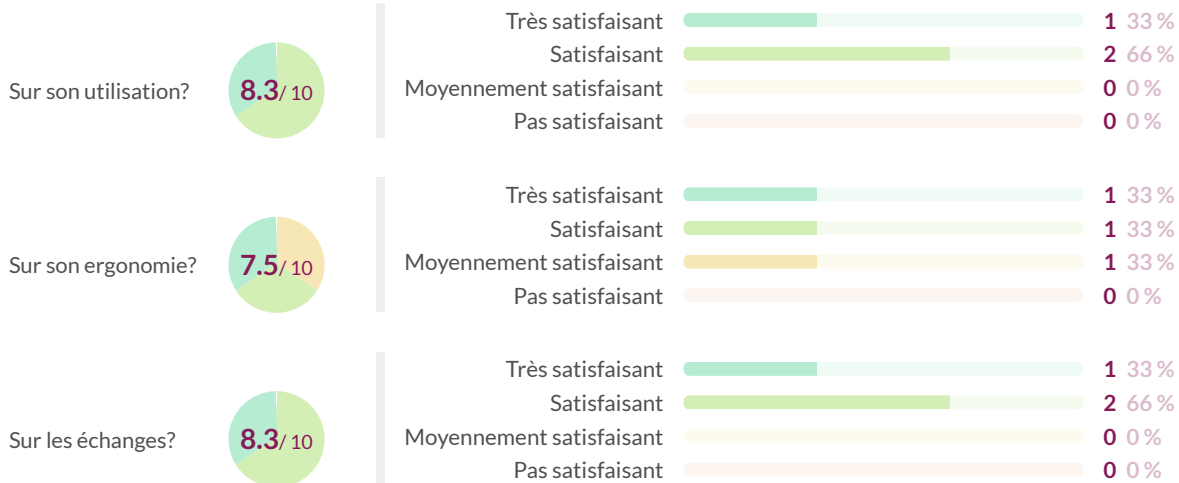 Très satisfaisant 1 33 %
Satisfaisant 2 66 %
Sur son utilisation? 8.3/ 10
Moyennement satisfaisant 0 0 %
Pas satisfaisant 0 0 %
Très satisfaisant 1 33 %
Satisfaisant 1 33 %
Sur son ergonomie? 7.5/ 10
Moyennement satisfaisant 1 33 %
Pas satisfaisant 0 0 %
Très satisfaisant 1 33 %
Satisfaisant 2 66 %
Sur les échanges? 8.3/ 10
Moyennement satisfaisant 0 0 %
Pas satisfaisant 0 0 %